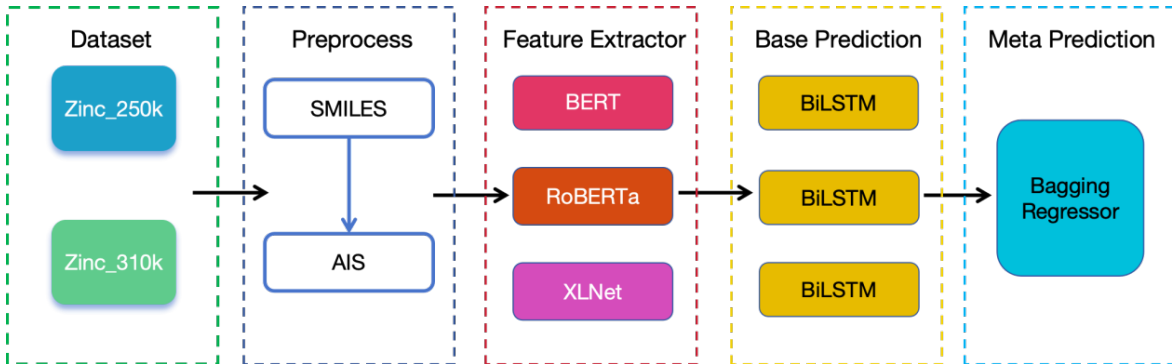 Dataset
Zinc_250k
Zinc_310k
Preprocess
SMILES
AIS
Feature Extractor
BERT
RoBERTa
XLNet
Base Prediction
BiLSTM
BiLSTM
BiLSTM
Meta Prediction
Bagging
Regressor